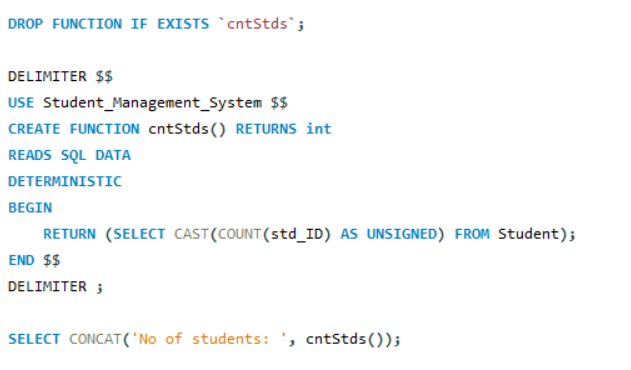 DROP FUNCTION IF EXISTS `cntStds`;
DELIMITER $$
USE Student_Management_System $$
CREATE FUNCTION cntStds() RETURNS int
READS SQL DATA
DETERMINISTIC
BEGIN
    RETURN (SELECT CAST(COUNT(std_ID) AS UNSIGNED) FROM Student);
END $$
DELIMITER ;
SELECT CONCAT('No of students: ', cntStds());